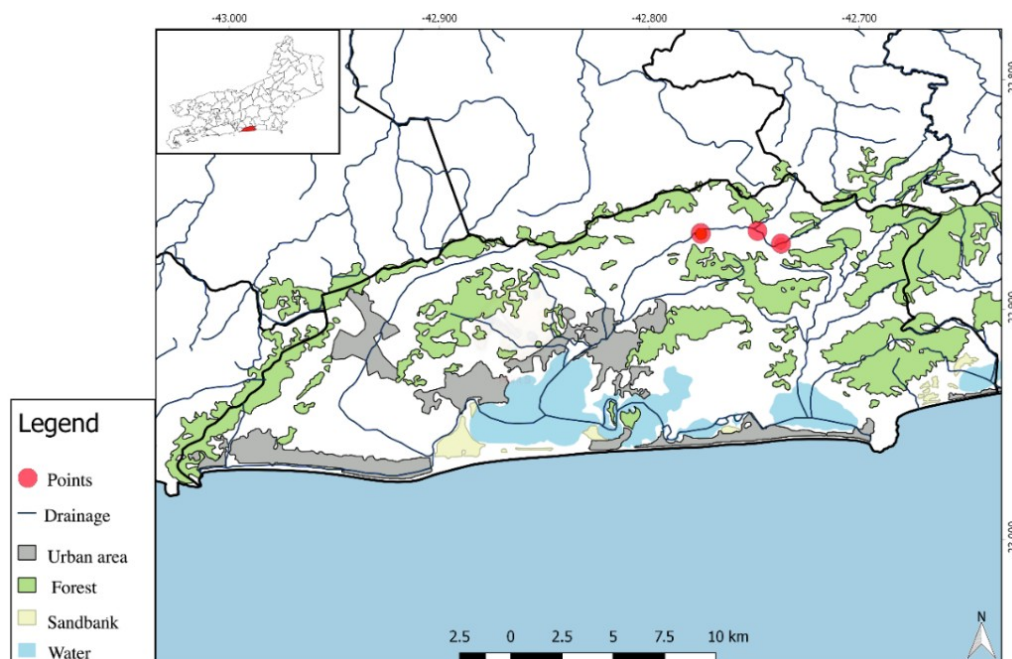 -43.000 -42.900 -42.800 -42.700
Legend
Points
Drainage
Urban area
Forest
Sandbank
Water
2.5 0 2.5 5 7.5 10 km
N